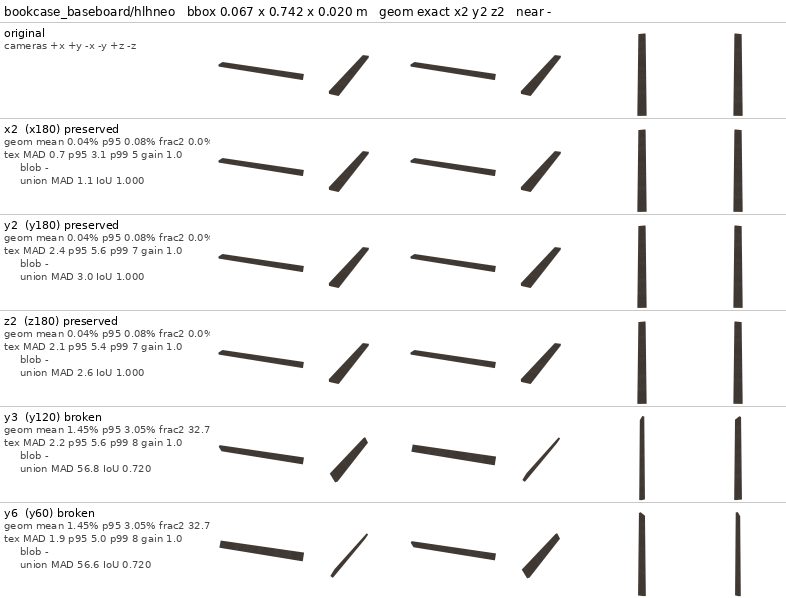 bookcase_baseboard/hlhneo bbox 0.067 x 0.742 x 0.020 m geom exact x2 y2 z2 near -
original
cameras +x +y -x -y +z -z
x2 (x180) preserved
geom mean 0.04% p95 0.08% frac2 0.0%
tex MAD 0.7 p95 3.1 p99 5 gain 1.0
blob -
union MAD 1.1 IoU 1.000
y2 (y180) preserved
geom mean 0.04% p95 0.08% frac2 0.0%
tex MAD 2.4 p95 5.6 p99 7 gain 1.0
blob -
union MAD 3.0 IoU 1.000
z2 (z180) preserved
geom mean 0.04% p95 0.08% frac2 0.0%
tex MAD 2.1 p95 5.4 p99 7 gain 1.0
blob -
union MAD 2.6 IoU 1.000
y3 (y120) broken
geom mean 1.45% p95 3.05% frac2 32.7
tex MAD 2.2 p95 5.6 p99 8 gain 1.0
blob -
union MAD 56.8 IoU 0.720
y6 (y60) broken
geom mean 1.45% p95 3.05% frac2 32.7
tex MAD 1.9 p95 5.0 p99 8 gain 1.0
blob -
union MAD 56.6 IoU 0.720